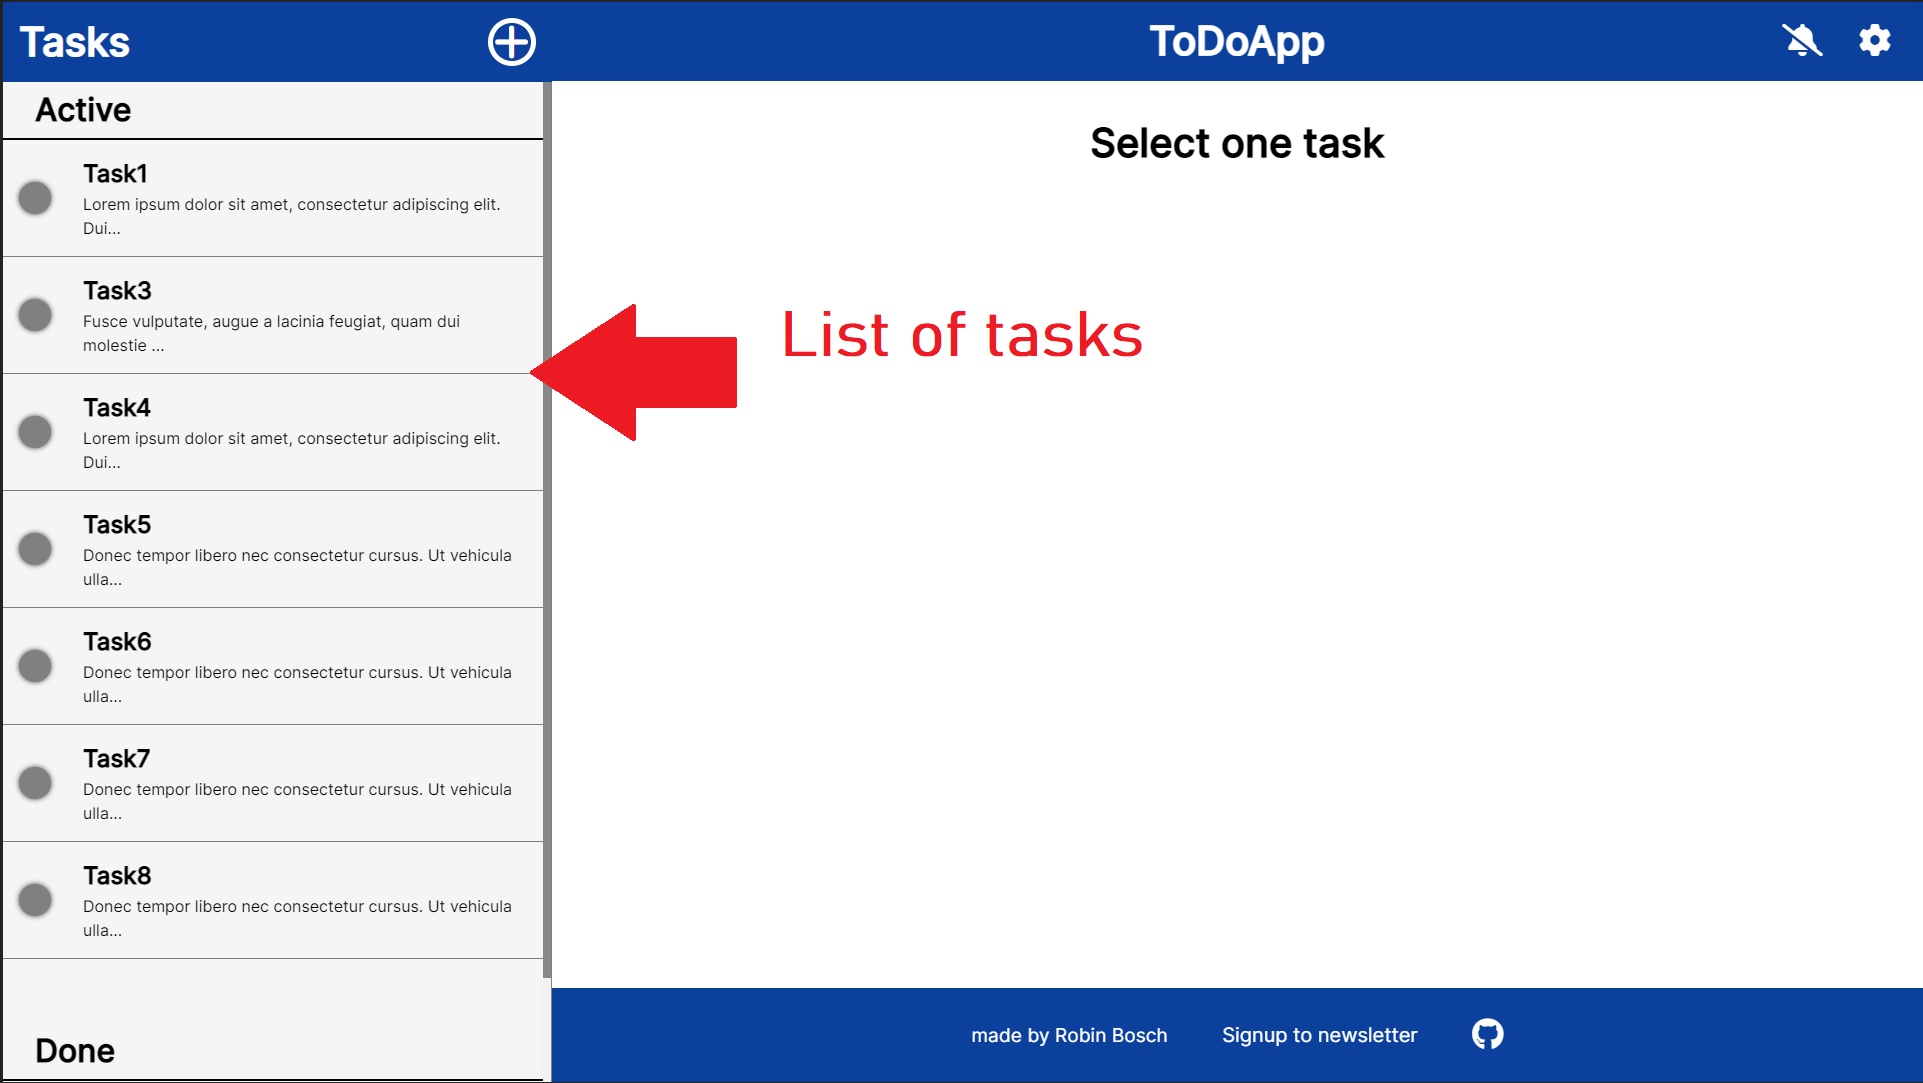 Tasks
ToDoApp
Active
Task1
Lorem ipsum dolor sit amet, consectetur adipiscing elit.
Dui...
Task3
Fusce vulputate, augue a lacinia feugiat, quam dui
molestie ...
Task4
Lorem ipsum dolor sit amet, consectetur adipiscing elit.
Dui...
Task5
Donec tempor libero nec consectetur cursus. Ut vehicula
ulla...
Task6
Donec tempor libero nec consectetur cursus. Ut vehicula
ulla...
Task7
Donec tempor libero nec consectetur cursus. Ut vehicula
ulla...
Task8
Donec tempor libero nec consectetur cursus. Ut vehicula
ulla...
Done
Select one task
List of tasks
made by Robin Bosch
Signup to newsletter